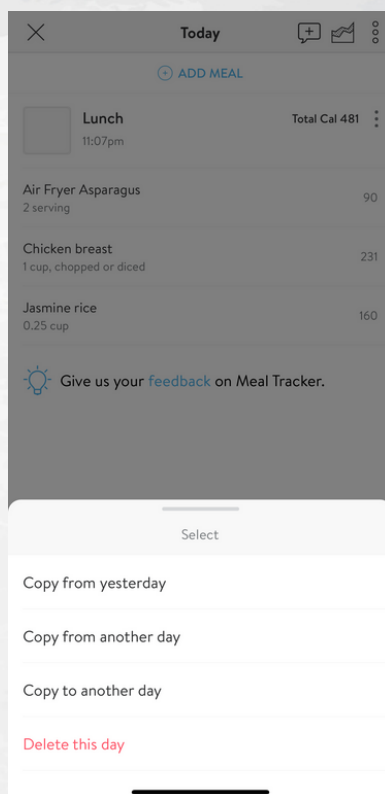 Today
ADD MEAL
Lunch
Total Cal 481
11:07pm
Air Fryer Asparagus
2 serving
90
Chicken breast
1 cup, chopped or diced
231
Jasmine rice
0.25 cup
160
Give us your feedback on Meal Tracker.
Select
Copy from yesterday
Copy from another day
Copy to another day
Delete this day